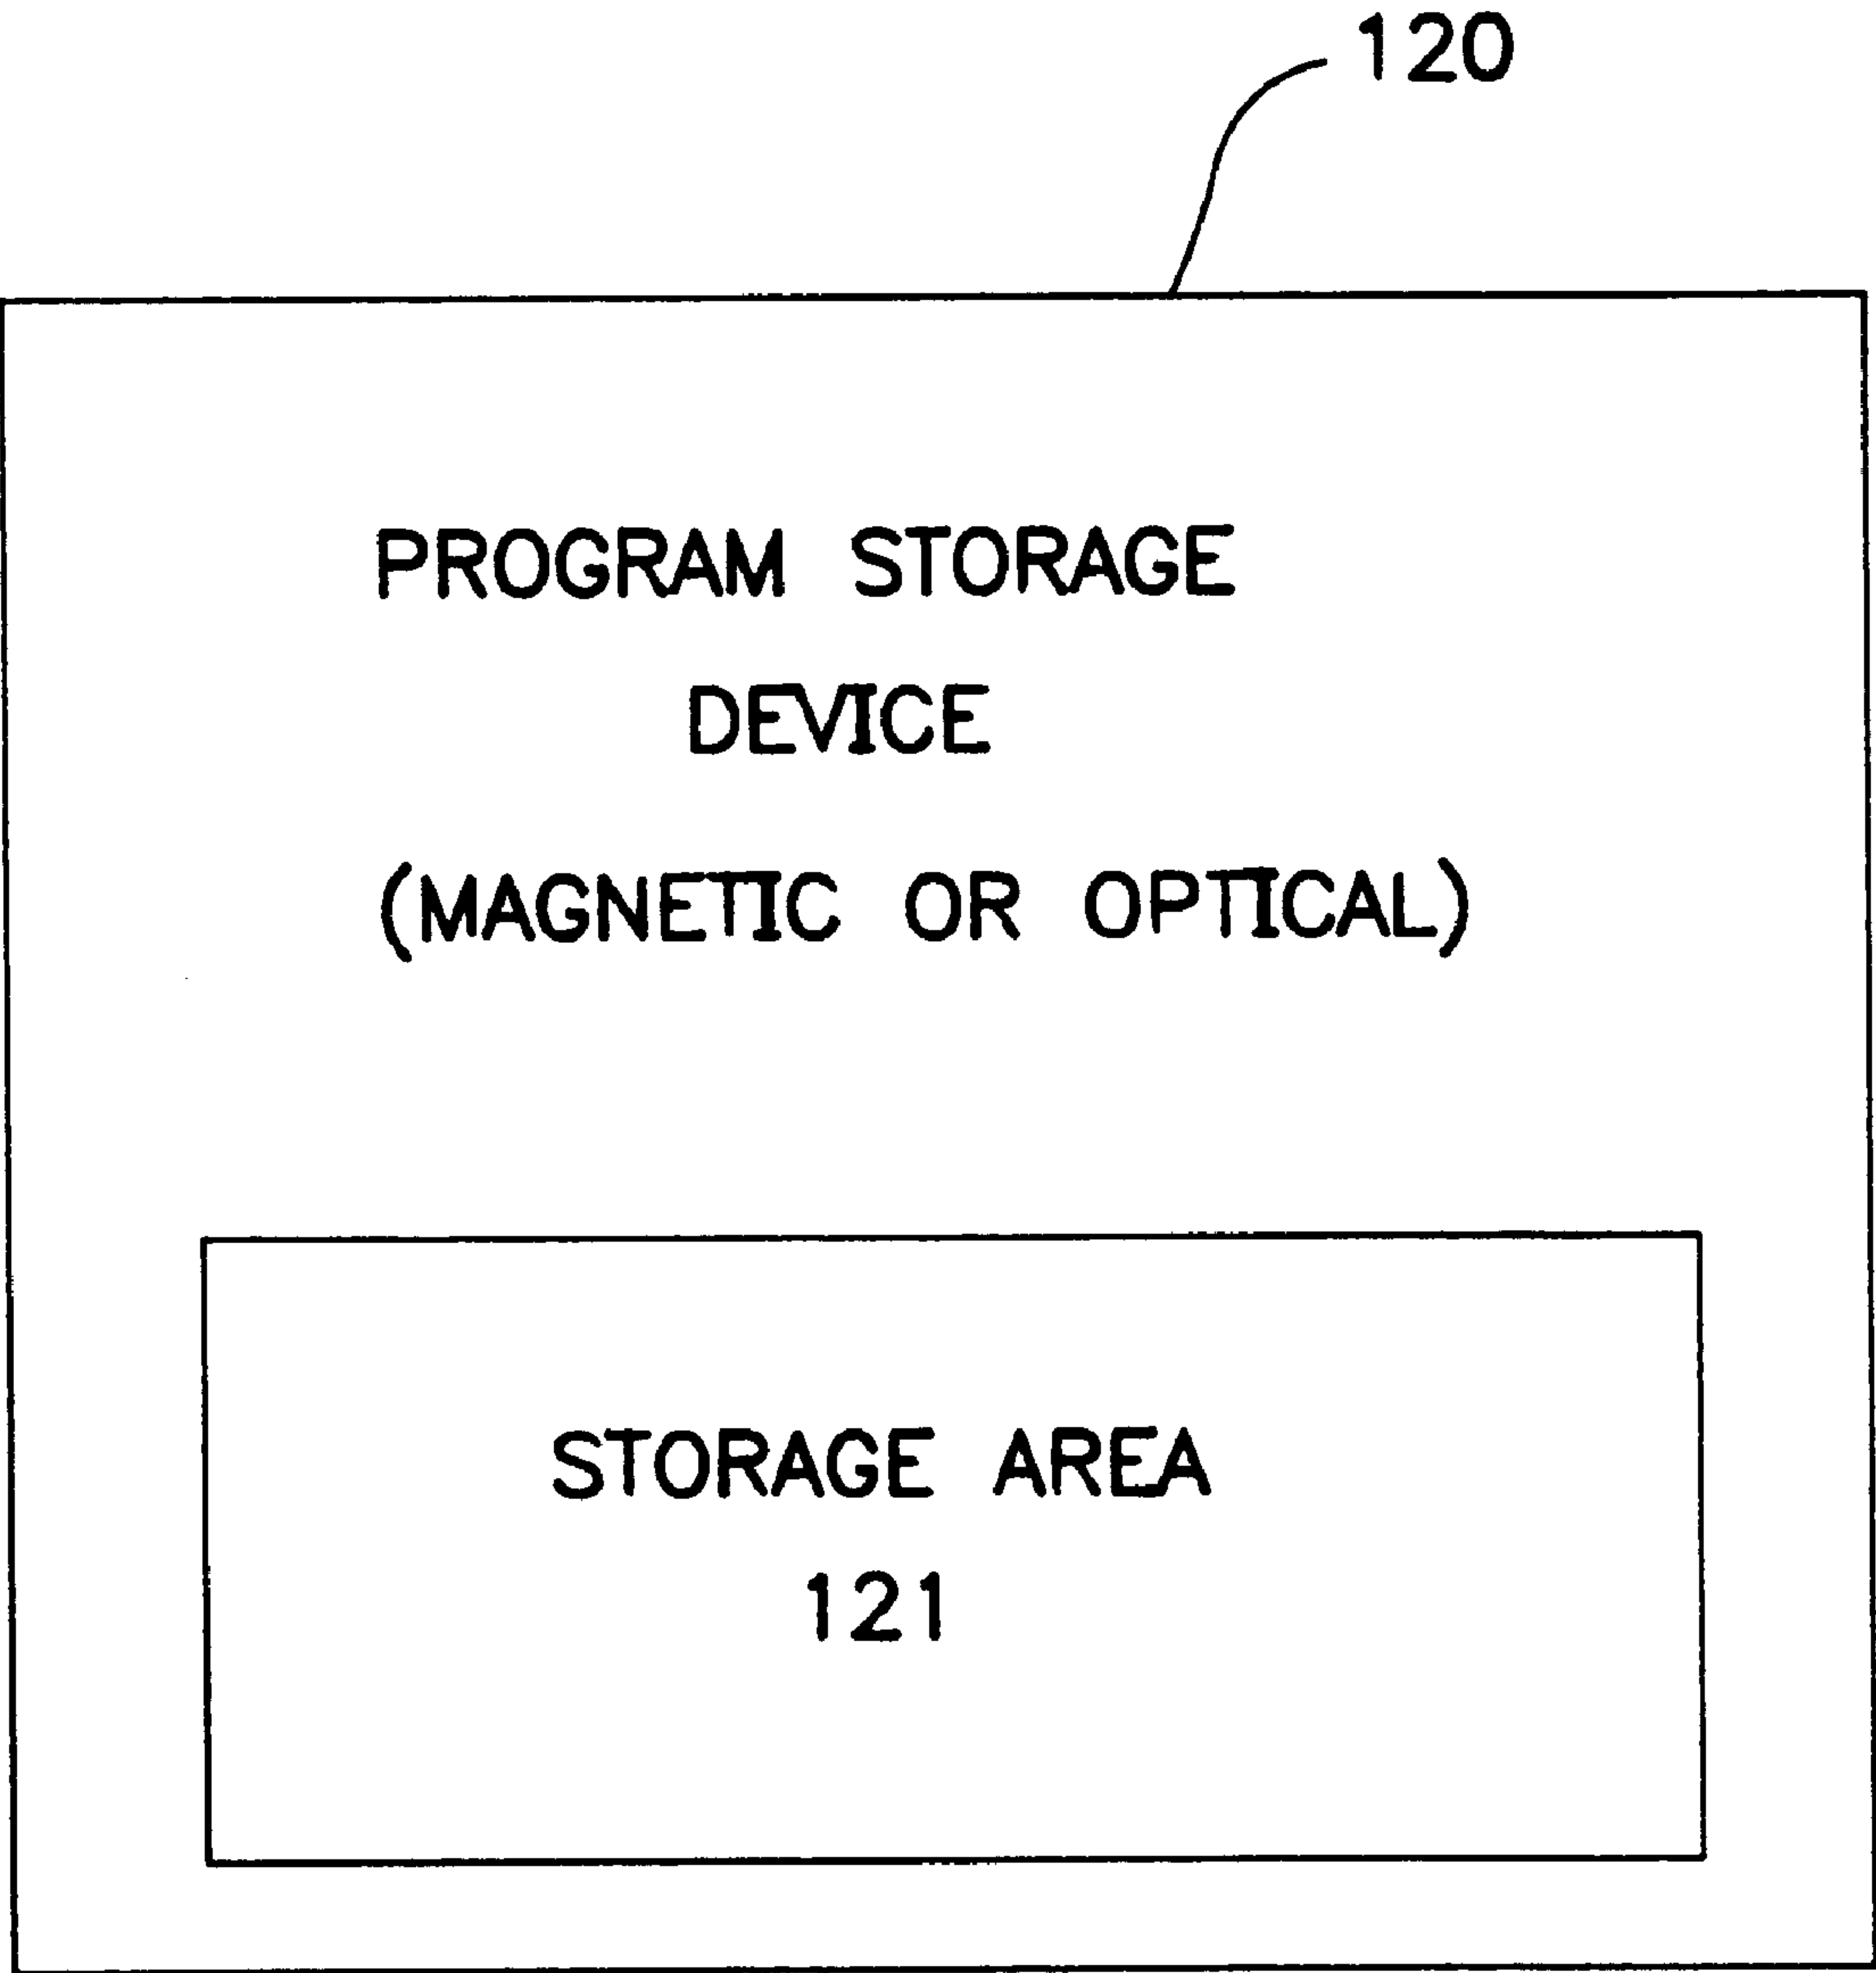 120
PROGRAM STORAGE
DEVICE
(MAGNETIC OR OPTICAL)
STORAGE AREA
121